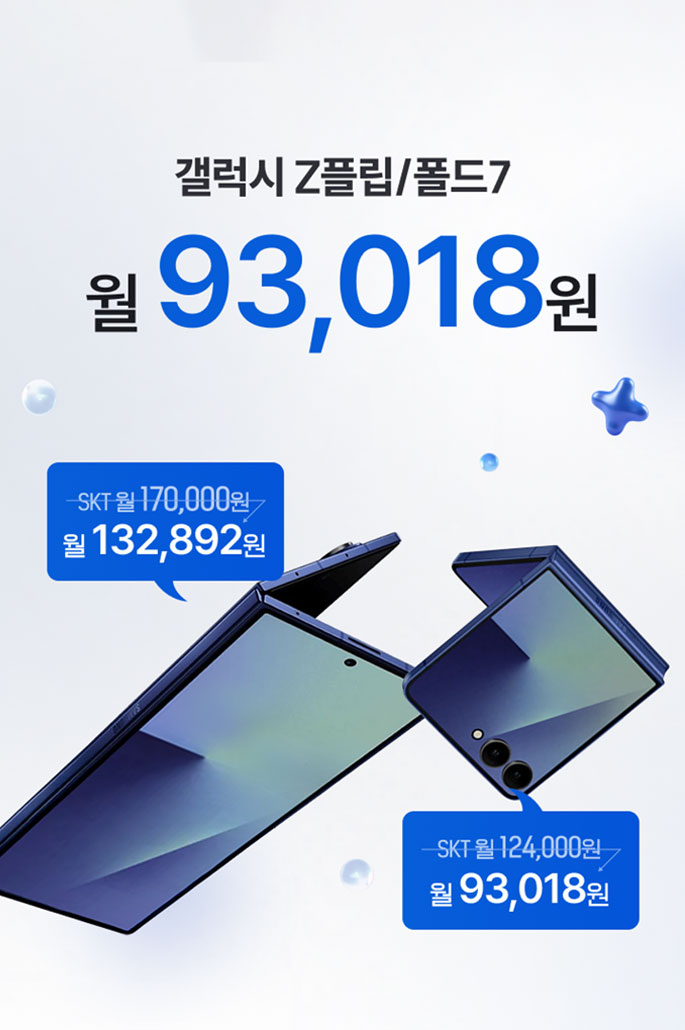 갤럭시 Z플립/폴드7
월 93,018원
SKT 월 170,000원
월 132,892원
SKT 월 124,000원
월 93,018원